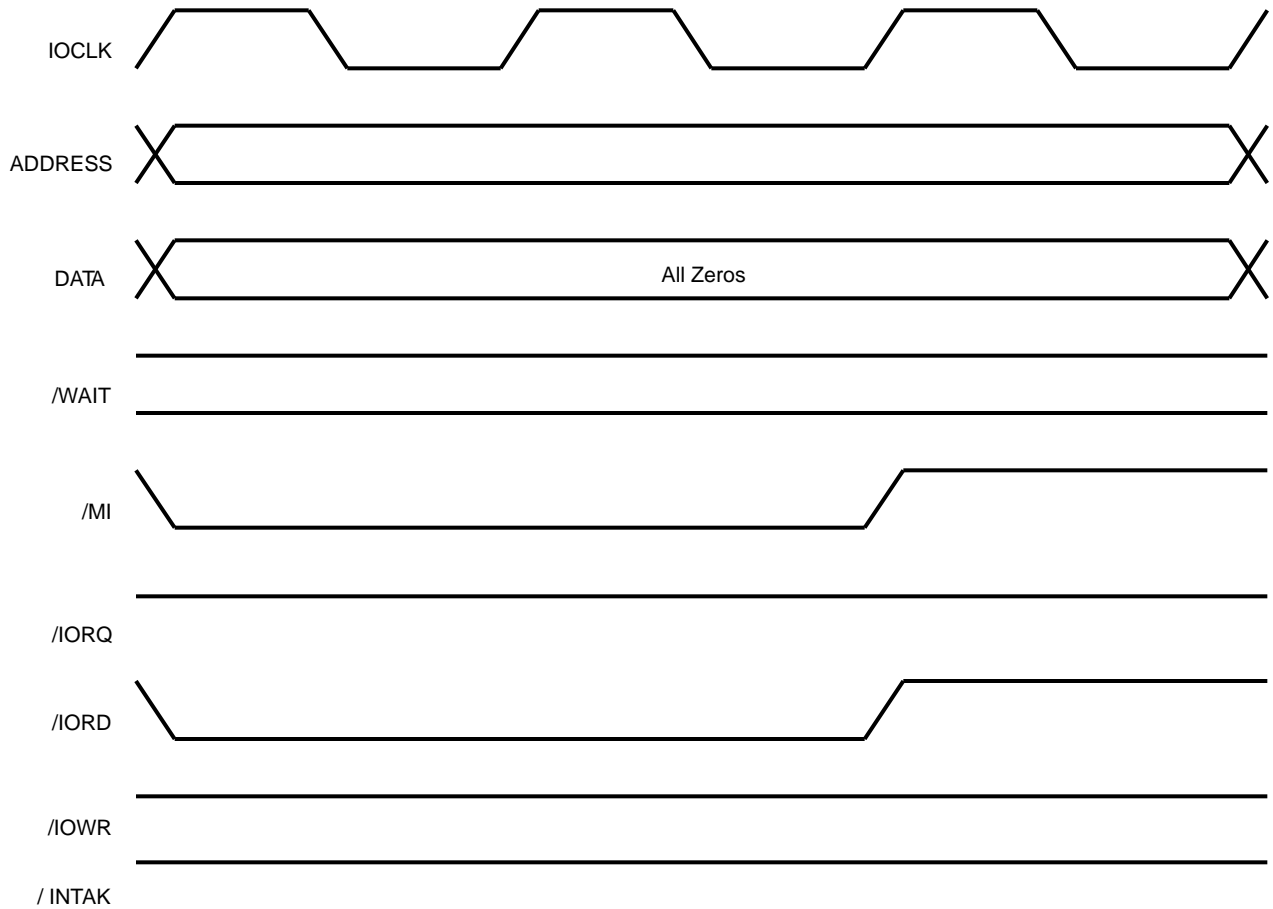 IOCLK
ADDRESS
DATA
All Zeros
/WAIT
/MI
/IORQ
/IORD
/IOWR
/ INTAK